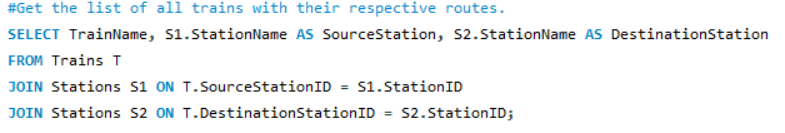 #Get the list of all trains with their respective routes.
SELECT TrainName, S1.StationName AS SourceStation, S2.StationName AS DestinationStation
FROM Trains T
JOIN Stations S1 ON T.SourceStationID = S1.StationID
JOIN Stations S2 ON T.DestinationStationID = S2.StationID;